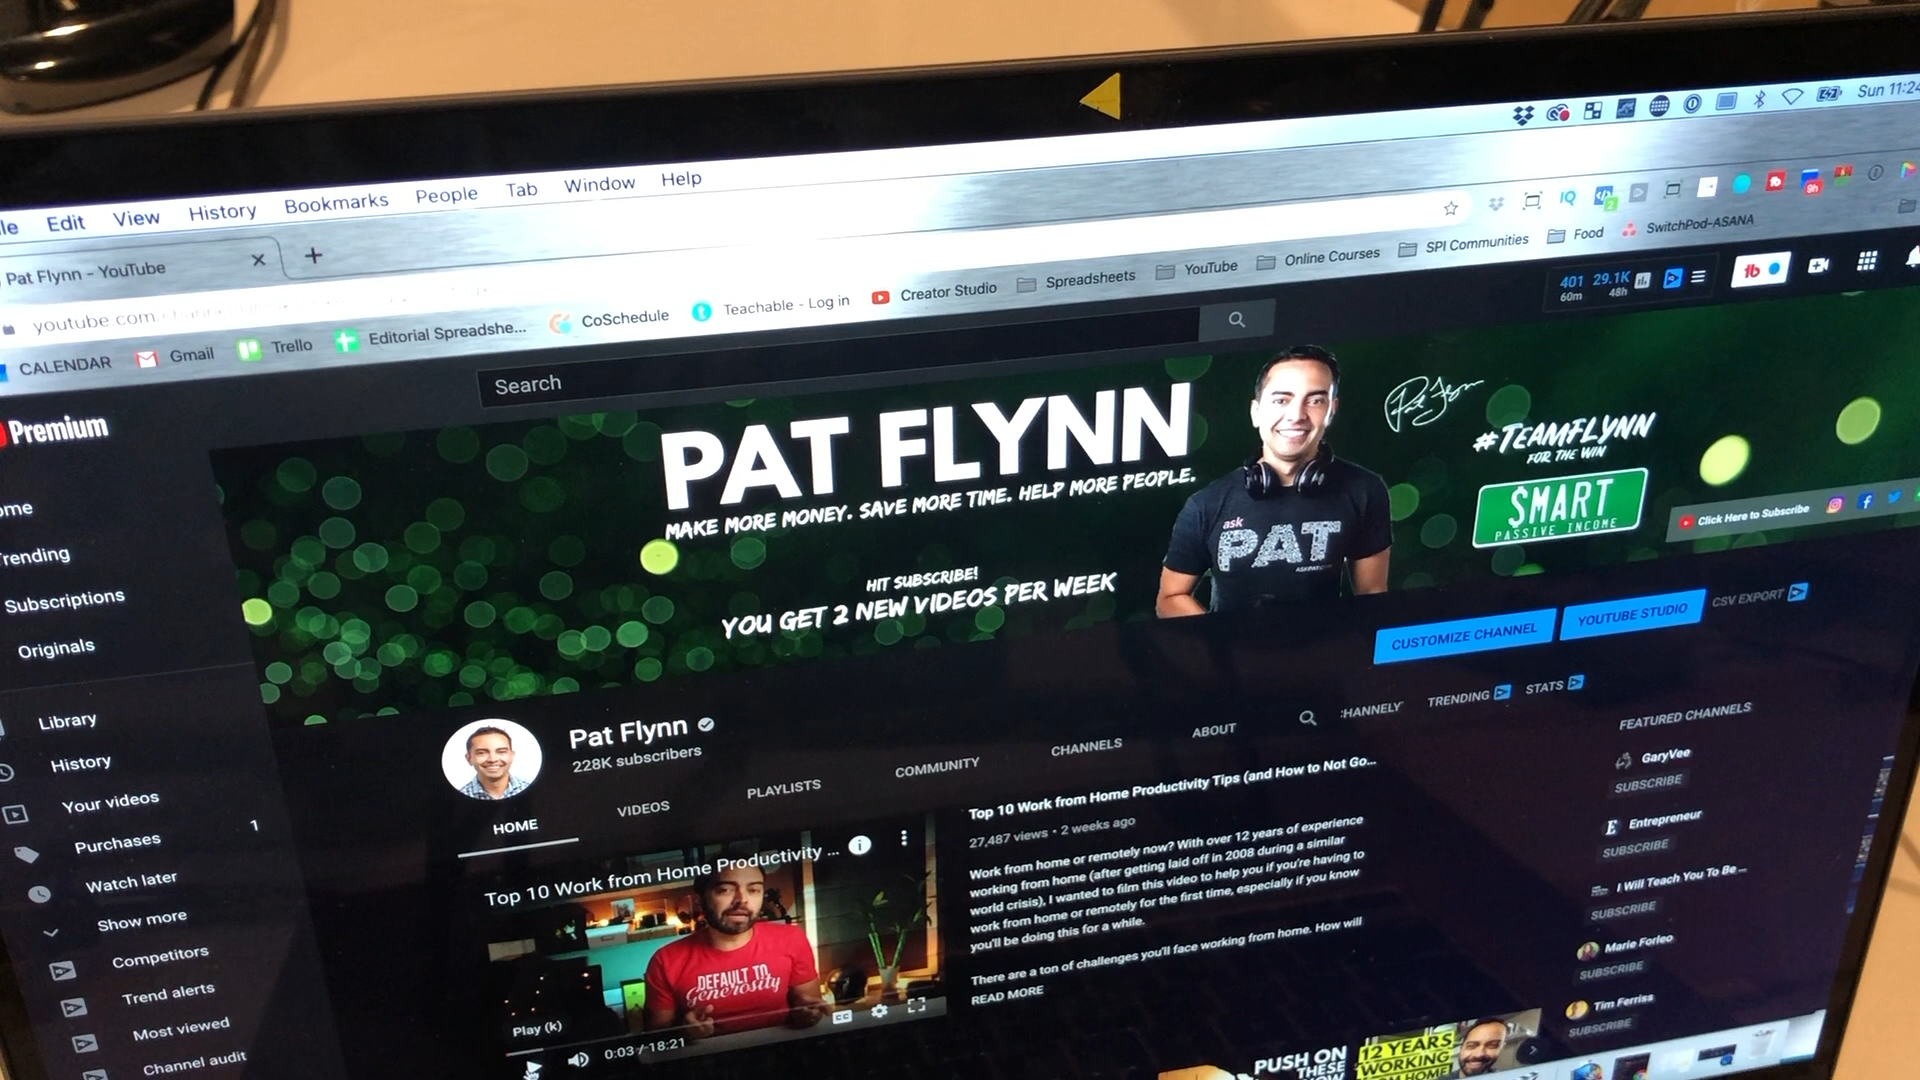 Edit View History Bookmarks People Tab Window Help
Sun 11:24
Pat Flynn - YouTube
youtube.com
IQ
2
9h
CALENDAR Gmail Trello Editorial Spreadshe... CoSchedule Teachable - Log in Creator Studio Spreadsheets YouTube Online Courses SPI Communities Food SwitchPod-ASANA
Premium
Search
401
60m
29.1K
48h
PAT FLYNN
MAKE MORE MONEY. SAVE MORE TIME. HELP MORE PEOPLE.
HIT SUBSCRIBE!
YOU GET 2 NEW VIDEOS PER WEEK
ask
PAT
Pat Flynn
#TEAMFLYNN
FOR THE WIN
$MART
PASSIVE INCOME
Click Here to Subscribe
Trending
Subscriptions
Originals
Library
History
Your videos
Purchases 1
Watch later
Show more
Competitors
Trend alerts
Most viewed
Channel audit
CUSTOMIZE CHANNEL YOUTUBE STUDIO CSV EXPORT
Pat Flynn
228K subscribers
HOME VIDEOS PLAYLISTS COMMUNITY CHANNELS ABOUT :HANNELY TRENDING STATS
Top 10 Work from Home Productivity ...
DEFAULT TO
Generosity
Play (k)
0:03 / 18:21
CC
Top 10 Work from Home Productivity Tips (and How to Not Go...
27,487 views • 2 weeks ago
Work from home or remotely now? With over 12 years of experience
working from home (after getting laid off in 2008 during a similar
world crisis), I wanted to film this video to help you if you're having to
work from home or remotely for the first time, especially if you know
you'll be doing this for a while.
There are a ton of challenges you'll face working from home. How will
READ MORE
FEATURED CHANNELS
GaryVee
SUBSCRIBE
Entrepreneur
SUBSCRIBE
I Will Teach You To Be ...
SUBSCRIBE
Marie Forleo
SUBSCRIBE
Tim Ferriss
SUBSCRIBE
PUSH ON
THESE
12 YEARS
WORKING